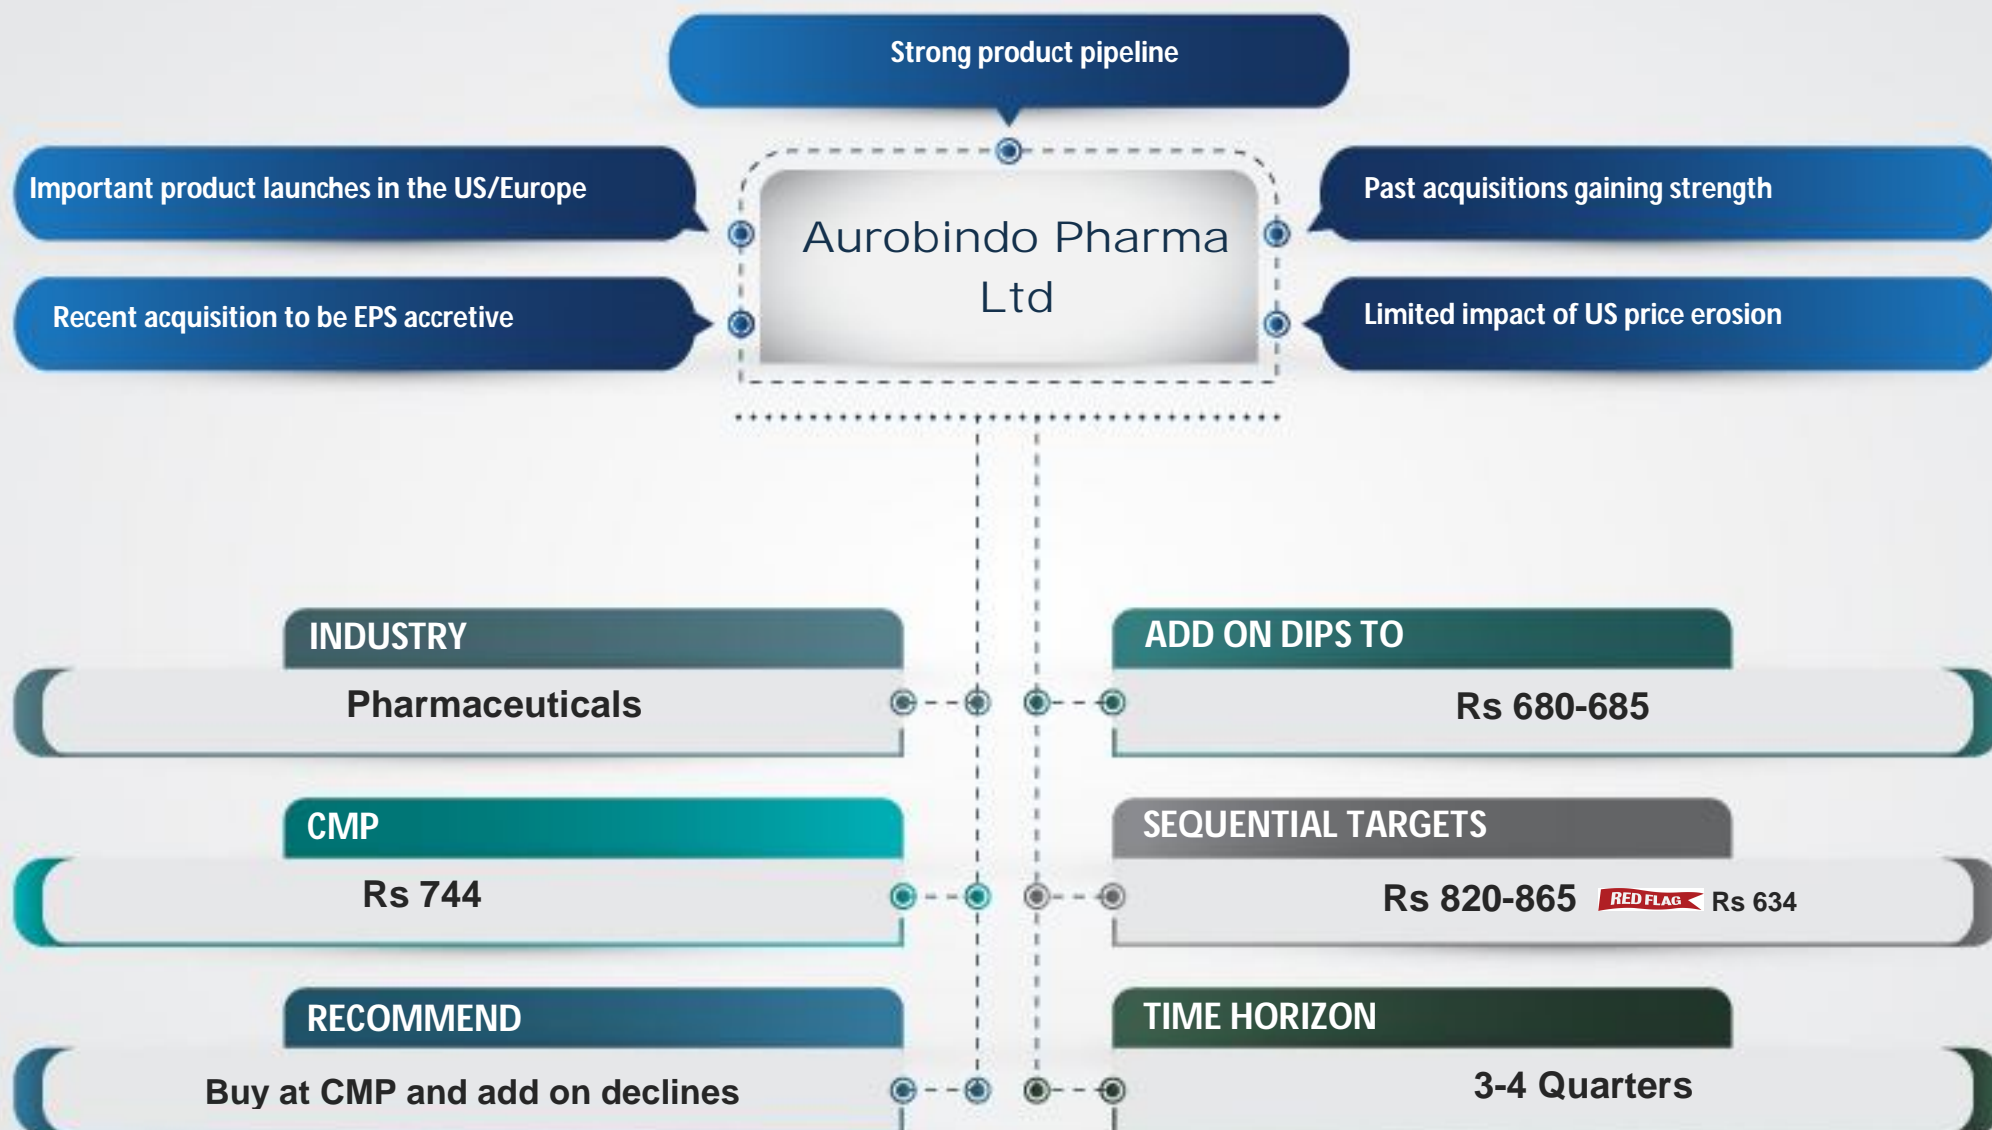 Strong product pipeline
Important product launches in the US/Europe
Past acquisitions gaining strength
Aurobindo Pharma
Ltd
Recent acquisition to be EPS accretive
Limited impact of US price erosion
INDUSTRY
Pharmaceuticals
ADD ON DIPS TO
Rs 680-685
CMP
Rs 744
SEQUENTIAL TARGETS
Rs 820-865 RED FLAG Rs 634
RECOMMEND
Buy at CMP and add on declines
TIME HORIZON
3-4 Quarters